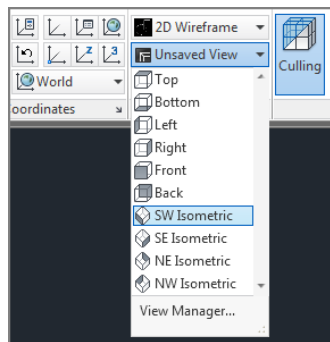 2D Wireframe
Unsaved View
Culling
World
oordinates
Top
Bottom
Left
Right
Front
Back
SW Isometric
SE Isometric
NE Isometric
NW Isometric
View Manager...